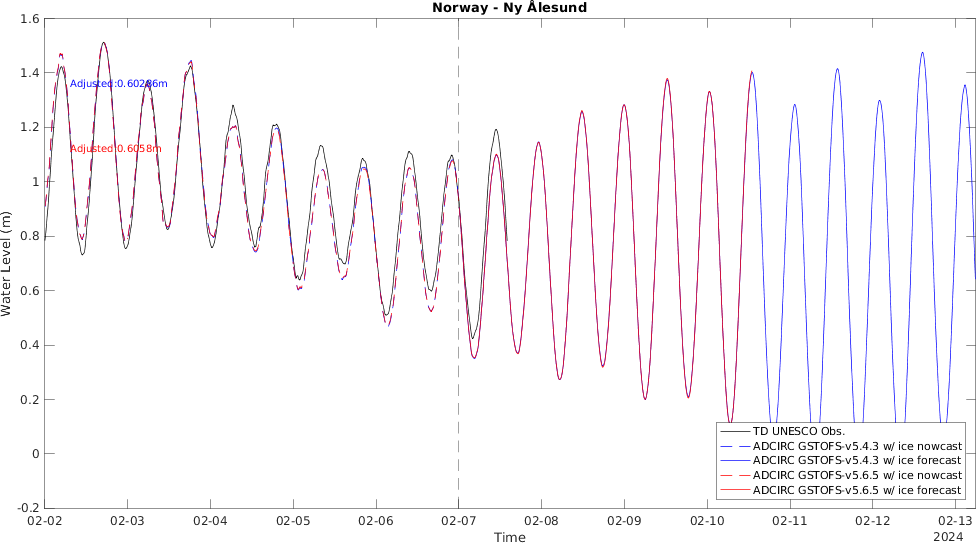 Norway - Ny Ålesund
1.6
1.4
1.2
1
0.8
0.6
0.4
0.2
0
-0.2
Water Level (m)
Adjusted:0.60286m
Adjusted:0.6058m
TD UNESCO Obs.
ADCIRC GSTOFS-v5.4.3 w/ ice nowcast
ADCIRC GSTOFS-v5.4.3 w/ ice forecast
ADCIRC GSTOFS-v5.6.5 w/ ice nowcast
ADCIRC GSTOFS-v5.6.5 w/ ice forecast
02-02 02-03 02-04 02-05 02-06 02-07 02-08 02-09 02-10 02-11 02-12 02-13
Time
2024